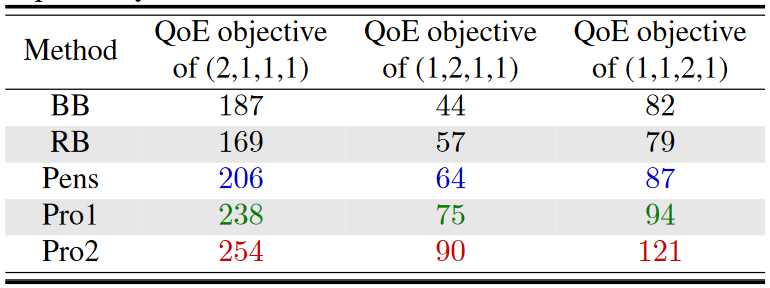 Method QoE objective of (2,1,1,1) QoE objective of (1,2,1,1) QoE objective of (1,1,2,1)
BB 187 44 82
RB 169 57 79
Pens 206 64 87
Pro1 238 75 94
Pro2 254 90 121